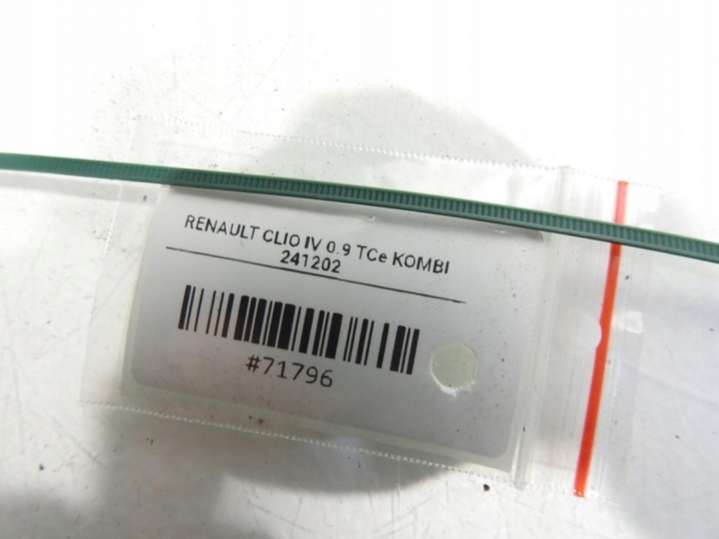 RENAULT CLIO IV 0.9 TCe KOMBI
241202
#71796